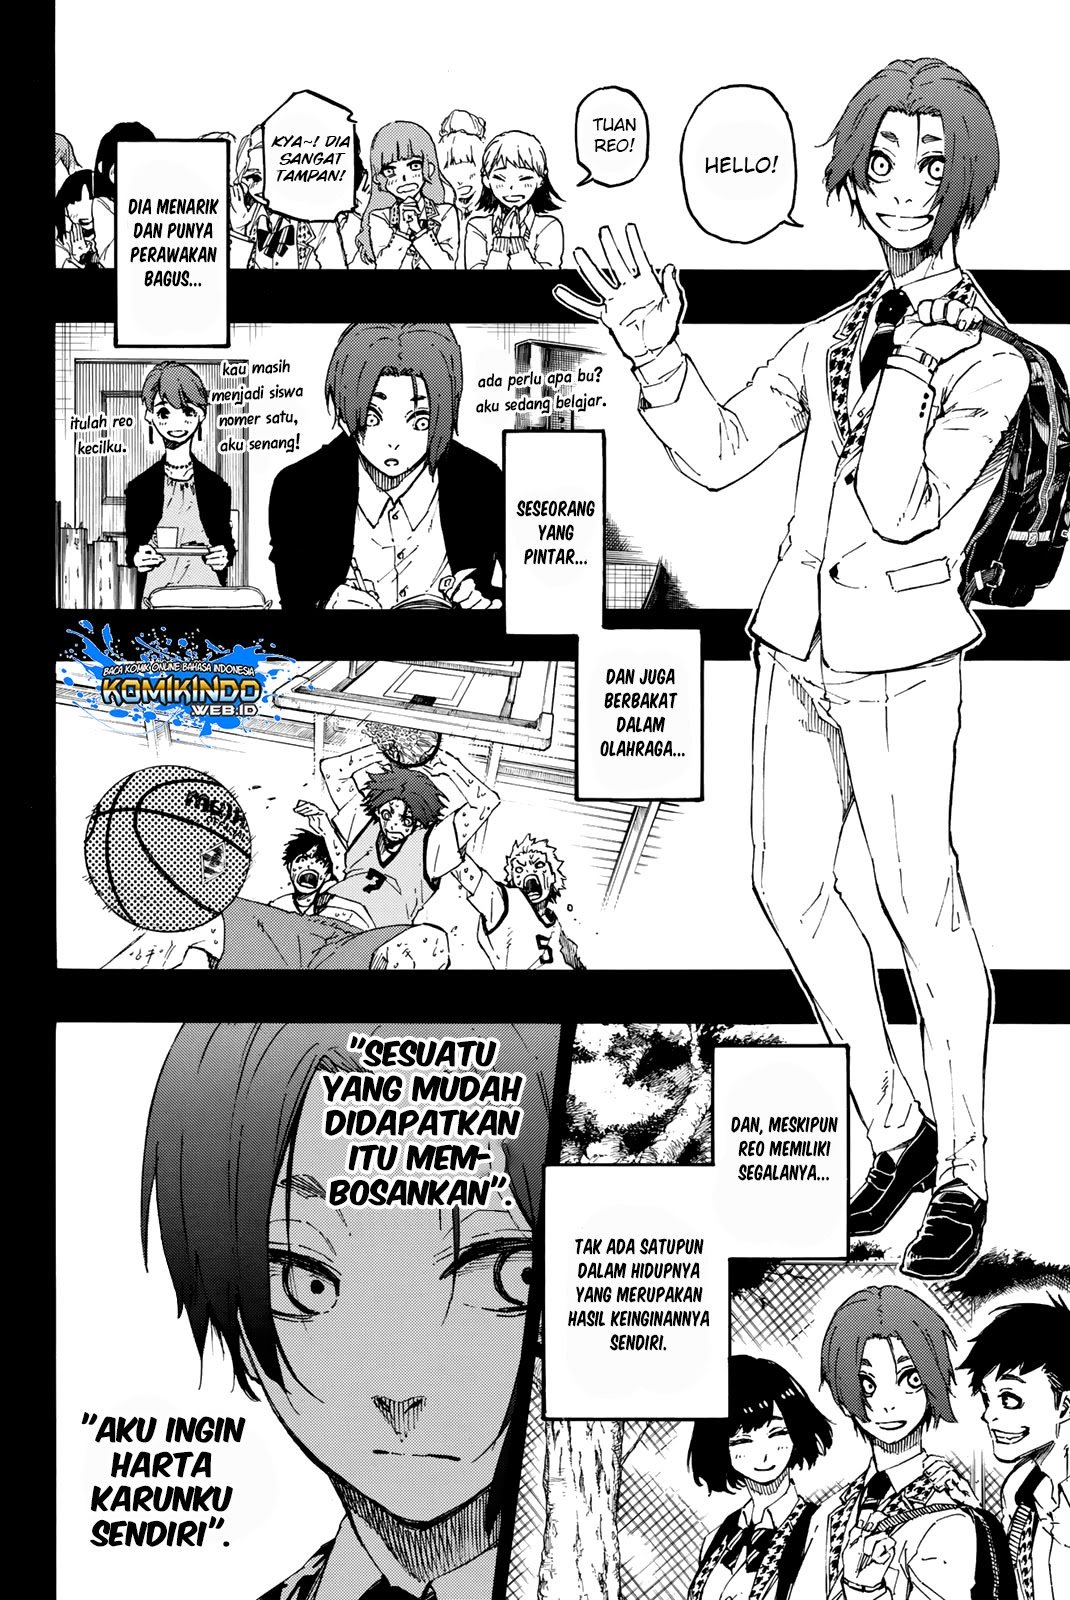 HELLO!
TUAN
REO!
KYA~! DIA
SANGAT
TAMPAN!
DIA MENARIK
DAN PUNYA
PERAWAKAN
BAGUS...
ada perlu apa bu?
aku sedang belajar.
kau masih
menjadi siswa
nomer satu,
aku senang!
itulah reo
kecilku.
SESEORANG
YANG
PINTAR...
BACA KOMIK ONLINE BAHASA INDONESIA
KOMIKINDO
WEB.ID
DAN JUGA
BERBAKAT
DALAM
OLAHRAGA...
7
5
DAN, MESKIPUN
REO MEMILIKI
SEGALANYA...
TAK ADA SATUPUN
DALAM HIDUPNYA
YANG MERUPAKAN
HASIL KEINGINANNYA
SENDIRI.
"SESUATU
YANG MUDAH
DIDAPATKAN
ITU MEM-
BOSANKAN".
"AKU INGIN
HARTA
KARUNKU
SENDIRI".